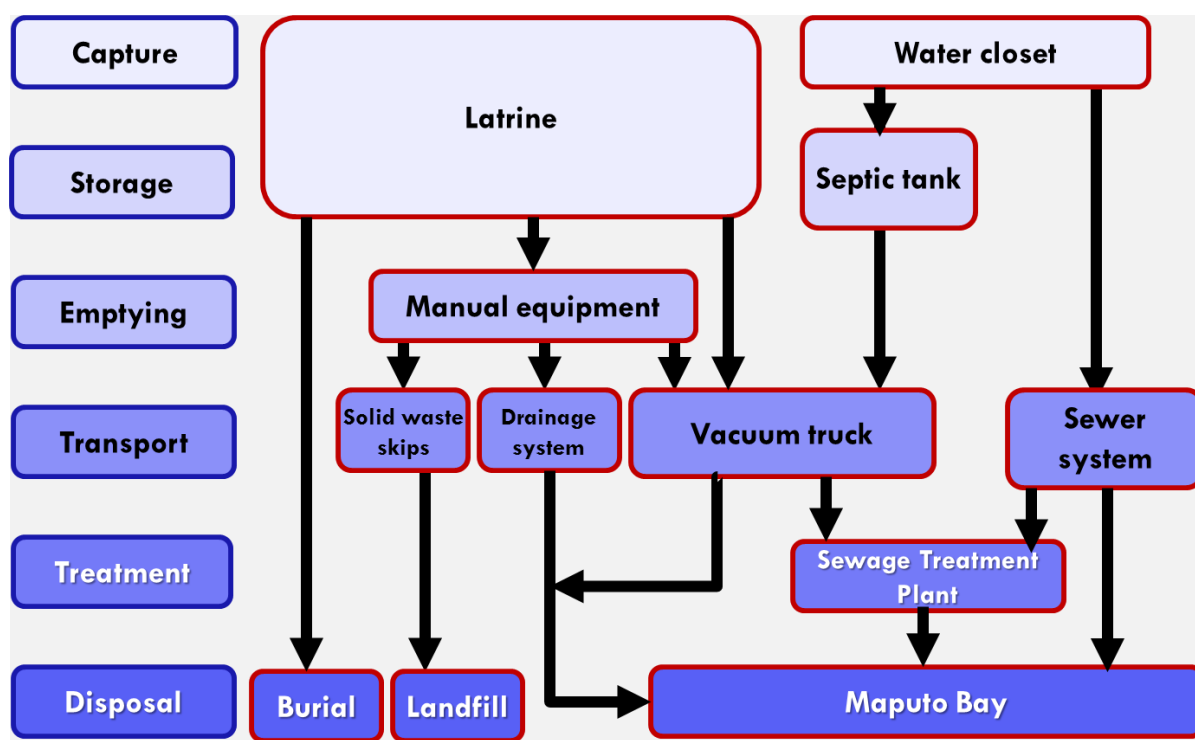 Capture
Latrine
Water closet
Storage
Septic tank
Emptying
Manual equipment
Transport
Solid waste
skips
Drainage
system
Vacuum truck
Sewer
system
Treatment
Sewage Treatment
Plant
Disposal
Burial
Landfill
Maputo Bay